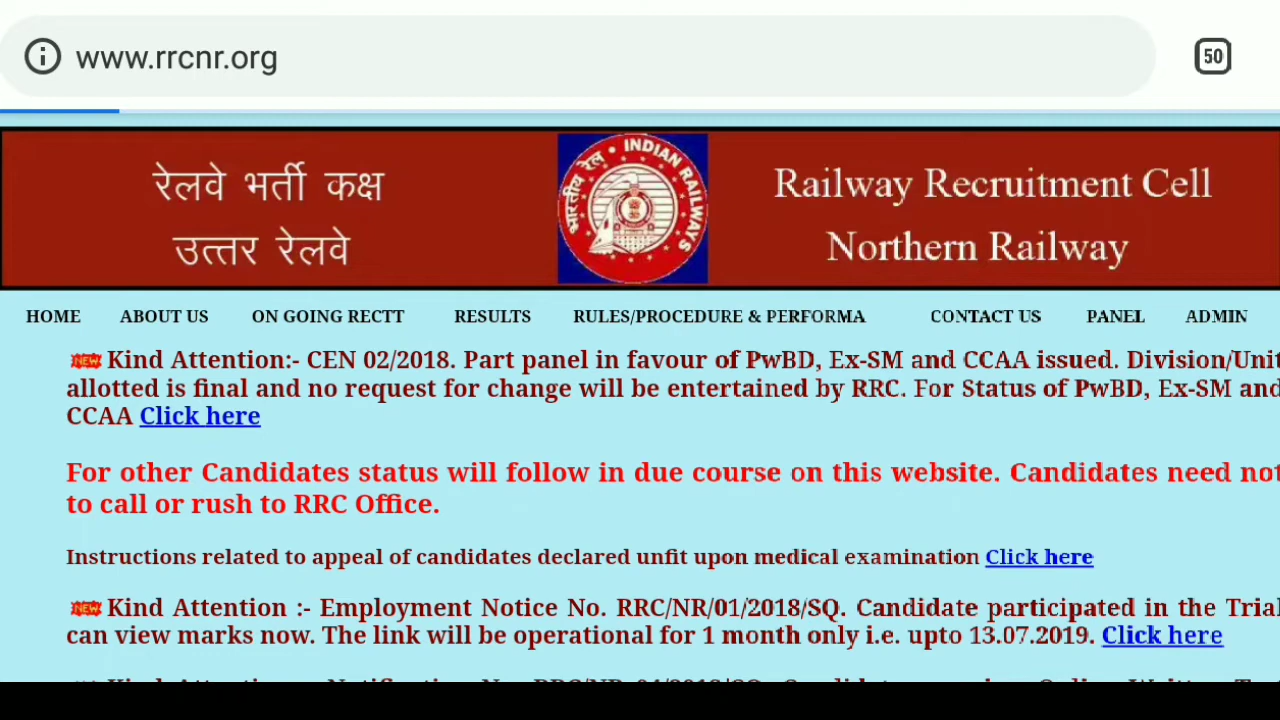 www.rrcnr.org
50
रेलवे भर्ती कक्ष
उत्तर रेलवे
भारतीय रेल • INDIAN RAILWAYS
Railway Recruitment Cell
Northern Railway
HOME ABOUT US ON GOING RECTT RESULTS RULES/PROCEDURE & PERFORMA CONTACT US PANEL ADMIN
NEW Kind Attention:- CEN 02/2018. Part panel in favour of PwBD, Ex-SM and CCAA issued. Division/Unit
allotted is final and no request for change will be entertained by RRC. For Status of PwBD, Ex-SM and
CCAA Click here
For other Candidates status will follow in due course on this website. Candidates need not
to call or rush to RRC Office.
Instructions related to appeal of candidates declared unfit upon medical examination Click here
NEW Kind Attention :- Employment Notice No. RRC/NR/01/2018/SQ. Candidate participated in the Trial
can view marks now. The link will be operational for 1 month only i.e. upto 13.07.2019. Click here